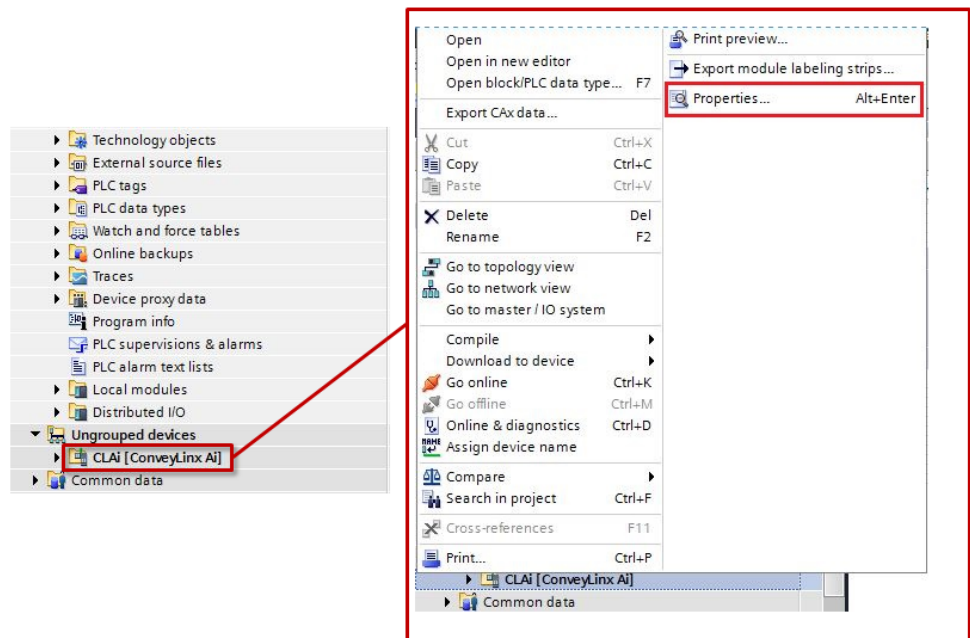 Technology objects
External source files
PLC tags
PLC data types
Watch and force tables
Online backups
Traces
Device proxy data
Program info
PLC supervisions & alarms
PLC alarm text lists
Local modules
Distributed I/O
Ungrouped devices
CLAi [ConveyLinx Ai]
Common data
Open
Open in new editor
Open block/PLC data type... F7
Export CAx data...
Cut Ctrl+X
Copy Ctrl+C
Paste Ctrl+V
Delete Del
Rename F2
Go to topology view
Go to network view
Go to master / IO system
Compile
Download to device
Go online Ctrl+K
Go offline Ctrl+M
Online & diagnostics Ctrl+D
Assign device name
Compare
Search in project Ctrl+F
Cross-references F11
Print... Ctrl+P
Print preview...
Export module labeling strips...
Properties... Alt+Enter
CLAi [ConveyLinx Ai]
Common data